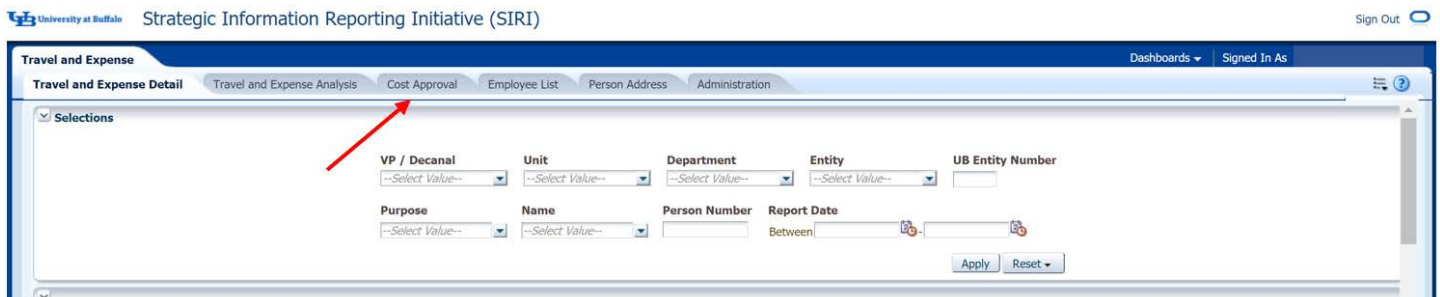 University at Buffalo Strategic Information Reporting Initiative (SIRI) Sign Out
Travel and Expense Dashboards Signed In As
Travel and Expense Detail Travel and Expense Analysis Cost Approval Employee List Person Address Administration
Selections
VP / Decanal Unit Department Entity UB Entity Number
--Select Value-- --Select Value-- --Select Value-- --Select Value--
Purpose Name Person Number Report Date
--Select Value-- --Select Value-- Between -
Apply Reset